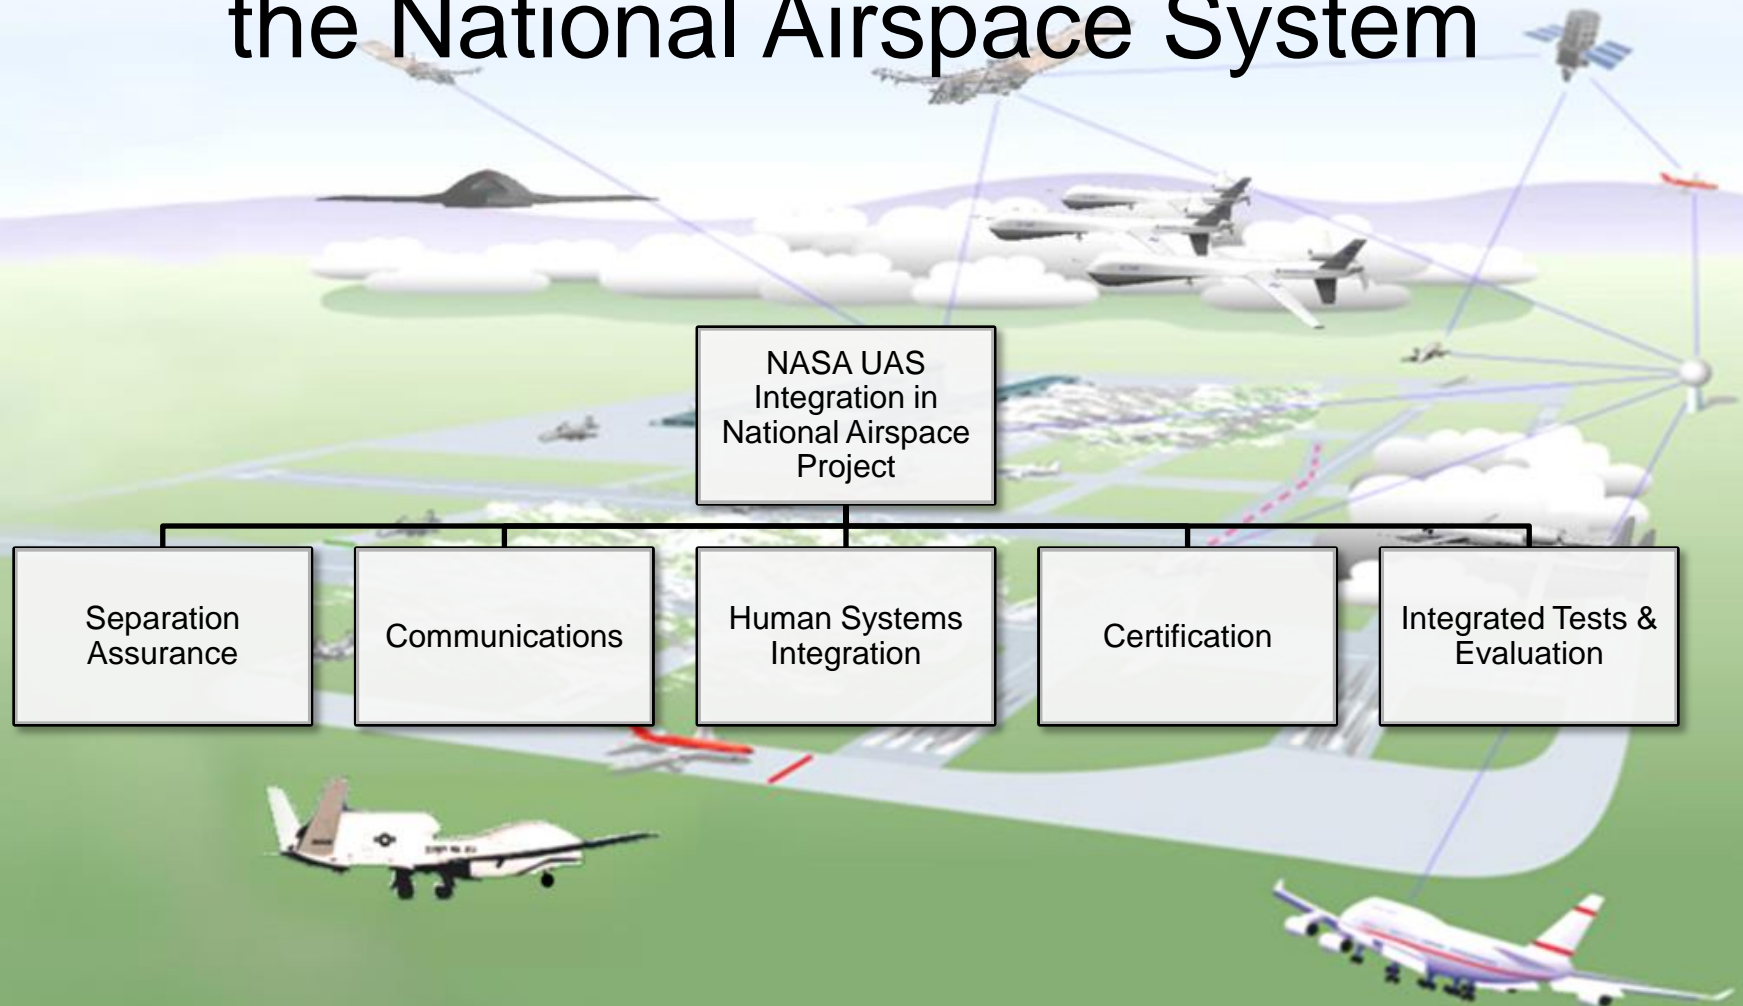 the National Airspace System
NASA UAS
Integration in
National Airspace
Project
Separation
Assurance
Communications
Human Systems
Integration
Certification
Integrated Tests &
Evaluation